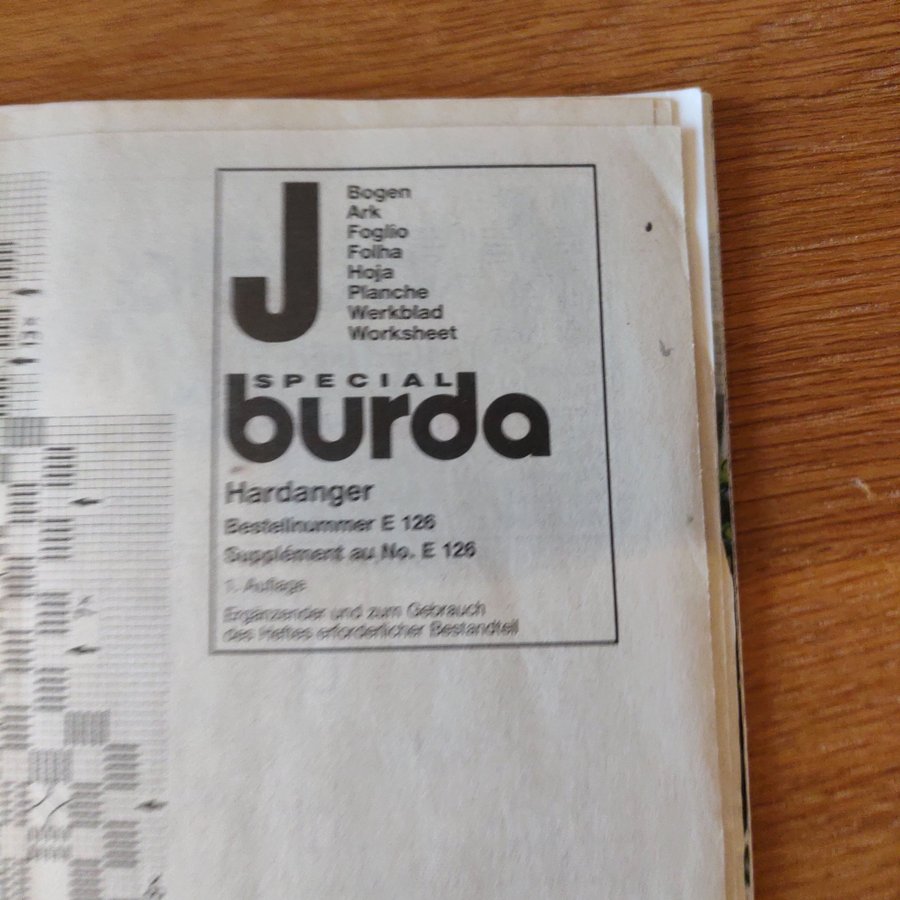 J
Bogen
Ark
Foglio
Folha
Hoja
Planche
Werkblad
Worksheet
SPECIAL
burda
Hardanger
Bestellnummer E 126
Supplément au No. E 126
1. Auflage
Ergänzender und zum Gebrauch
des Heftes erforderlicher Bestandteil